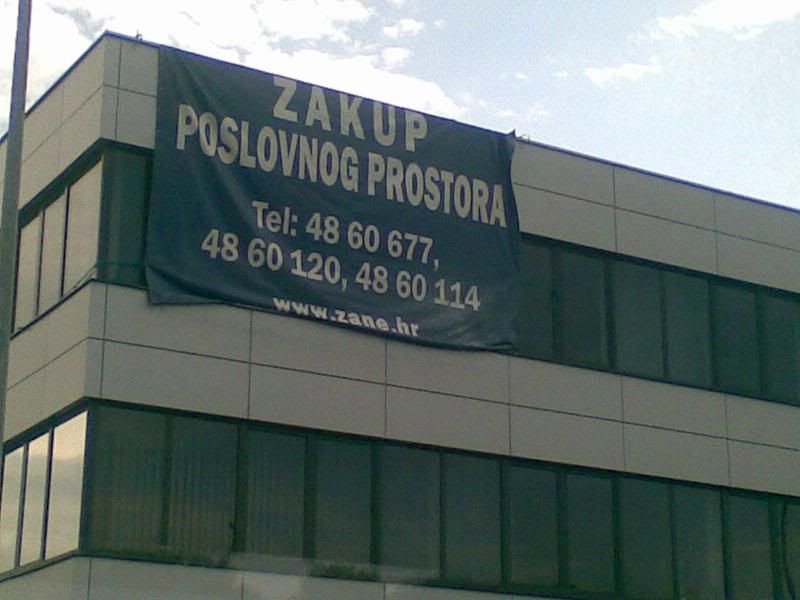 ZAKUP
POSLOVNOG PROSTORA
Tel: 48 60 677,
48 60 120, 48 60 114
www.zane.hr